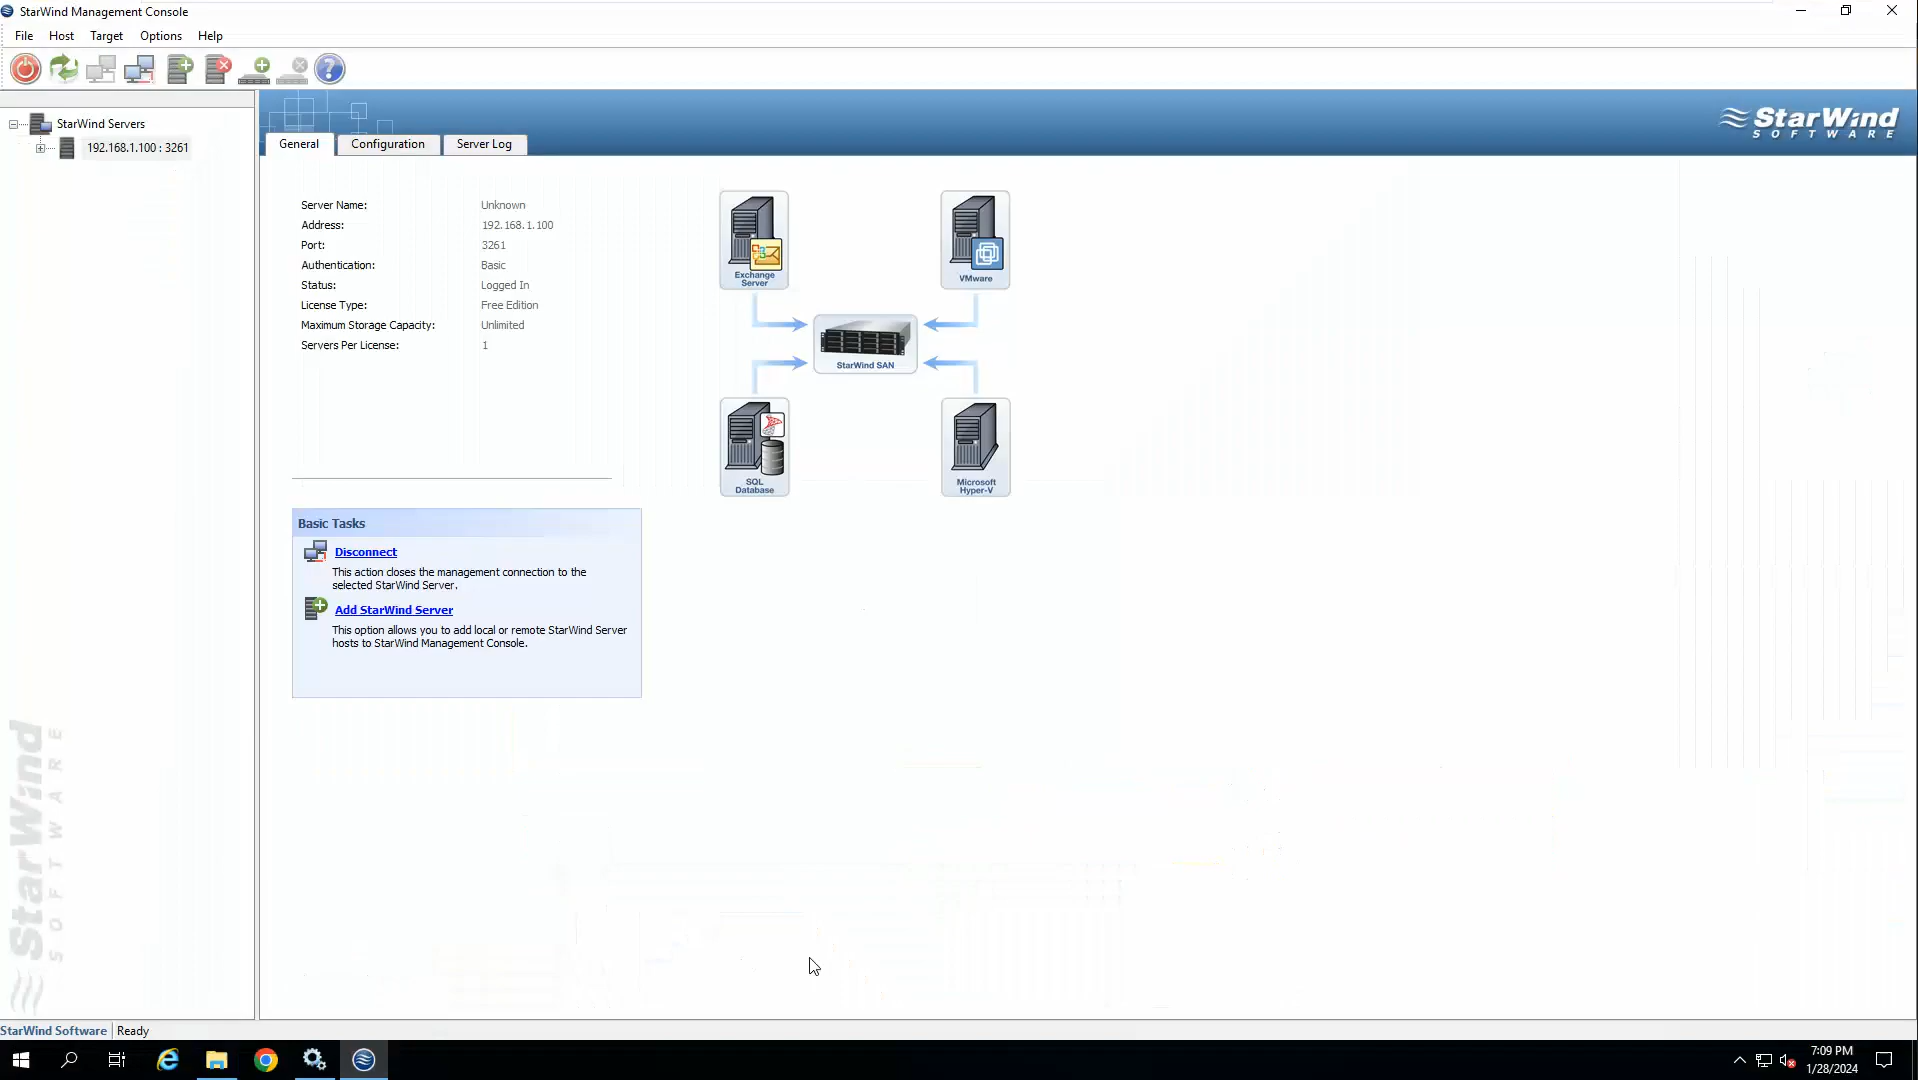 StarWind Management Console
File Host Target Options Help
StarWind Servers
192.168.1.100 : 3261
StarWind
SOFTWARE
General Configuration Server Log
Server Name: Unknown
Address: 192.168.1.100
Port: 3261
Authentication: Basic
Status: Logged In
License Type: Free Edition
Maximum Storage Capacity: Unlimited
Servers Per License: 1
Exchange
Server
VMware
StarWind SAN
SQL
Database
Microsoft
Hyper-V
Basic Tasks
Disconnect
This action closes the management connection to the
selected StarWind Server.
Add StarWind Server
This option allows you to add local or remote StarWind Server
hosts to StarWind Management Console.
StarWind
SOFTWARE
StarWind Software Ready
7:09 PM
1/28/2024